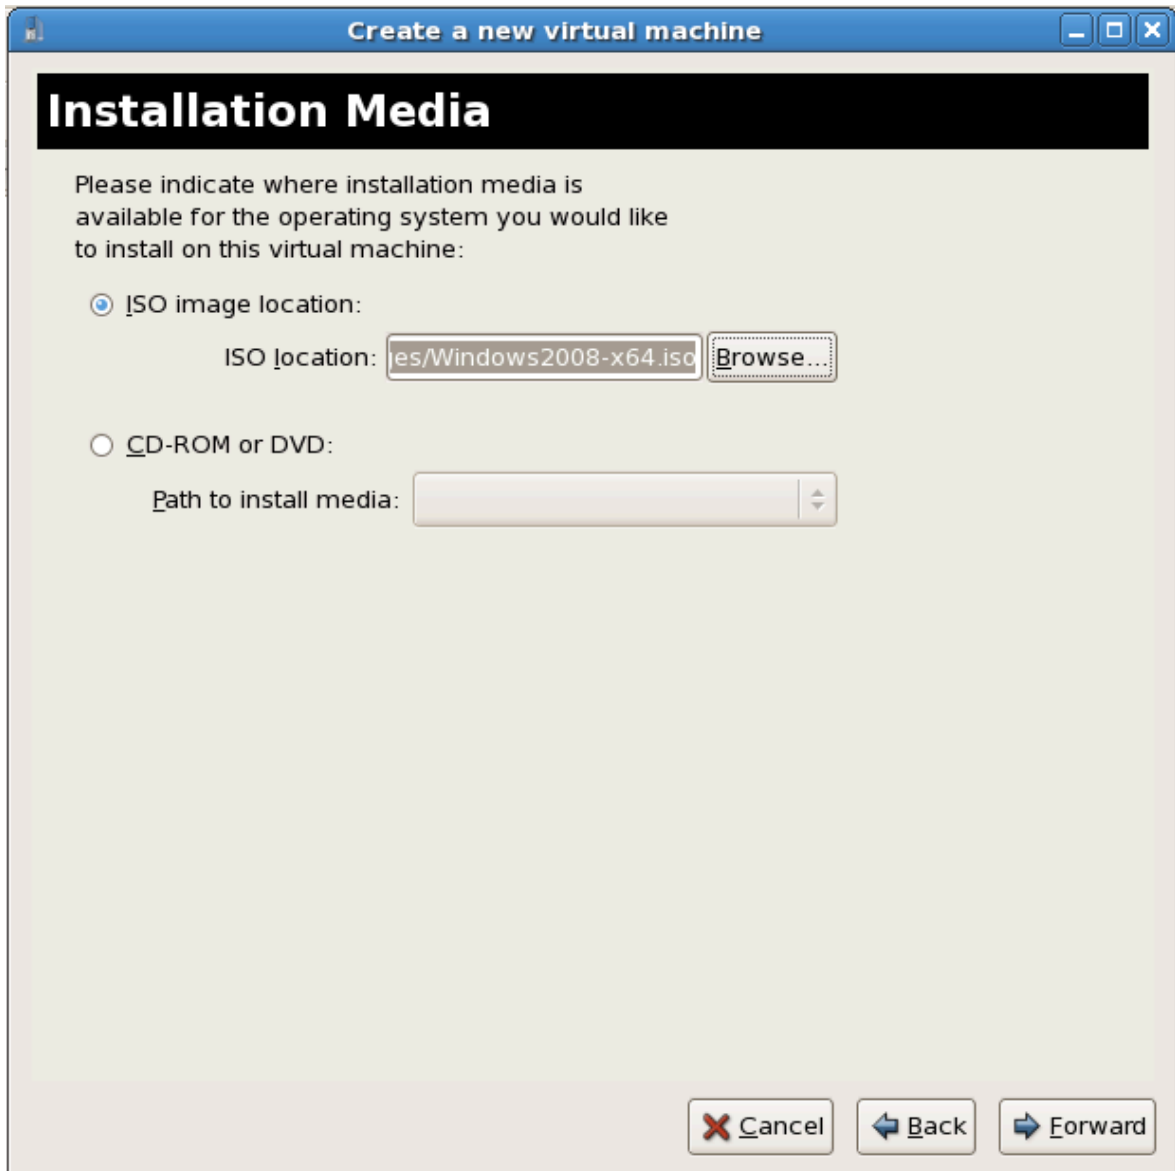 Create a new virtual machine
Installation Media
Please indicate where installation media is
available for the operating system you would like
to install on this virtual machine:
ISO image location:
ISO location: es/Windows2008-x64.iso Browse...
CD-ROM or DVD:
Path to install media:
Cancel Back Forward